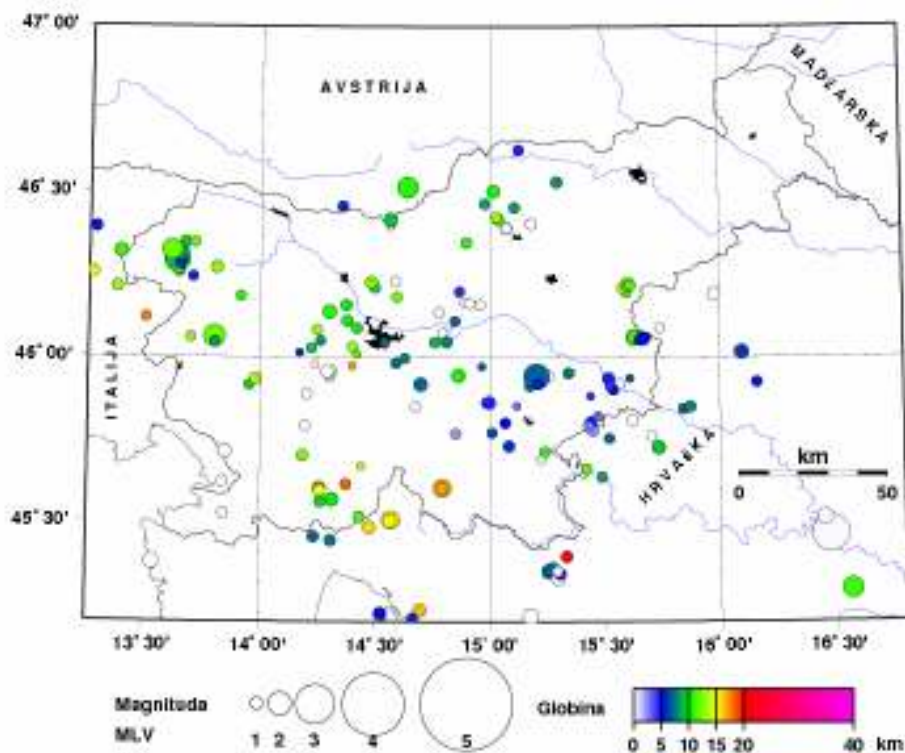 47° 00'
AVSTRIJA
MADŽARSKA
46° 30'
46° 00'
ITALIJA
HRVAŠKA
km
0 50
45° 30'
13° 30' 14° 00' 14° 30' 15° 00' 15° 30' 16° 00' 16° 30'
Magnituda
MLV
1 2 3 4 5
Globina
0 5 10 15 20 40 km